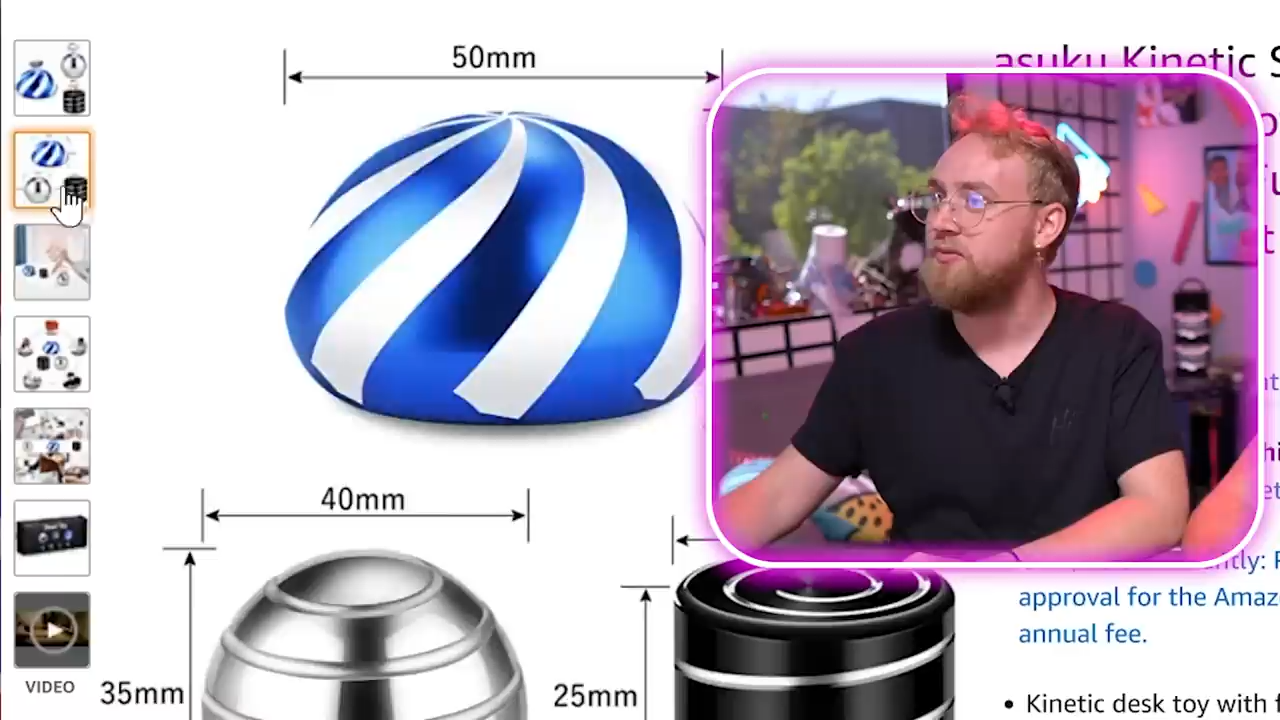 50mm
asuku Kinetic S
40mm
35mm
25mm
VIDEO
approval for the Amaz
annual fee.
• Kinetic desk toy with f